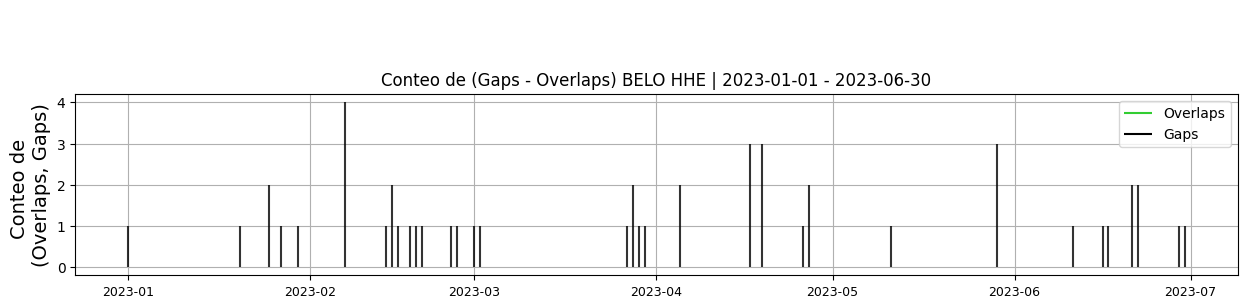 Conteo de (Gaps - Overlaps) BELO HHE | 2023-01-01 - 2023-06-30
Conteo de
(Overlaps, Gaps)
4
3
2
1
0
Overlaps
Gaps
2023-01
2023-02
2023-03
2023-04
2023-05
2023-06
2023-07